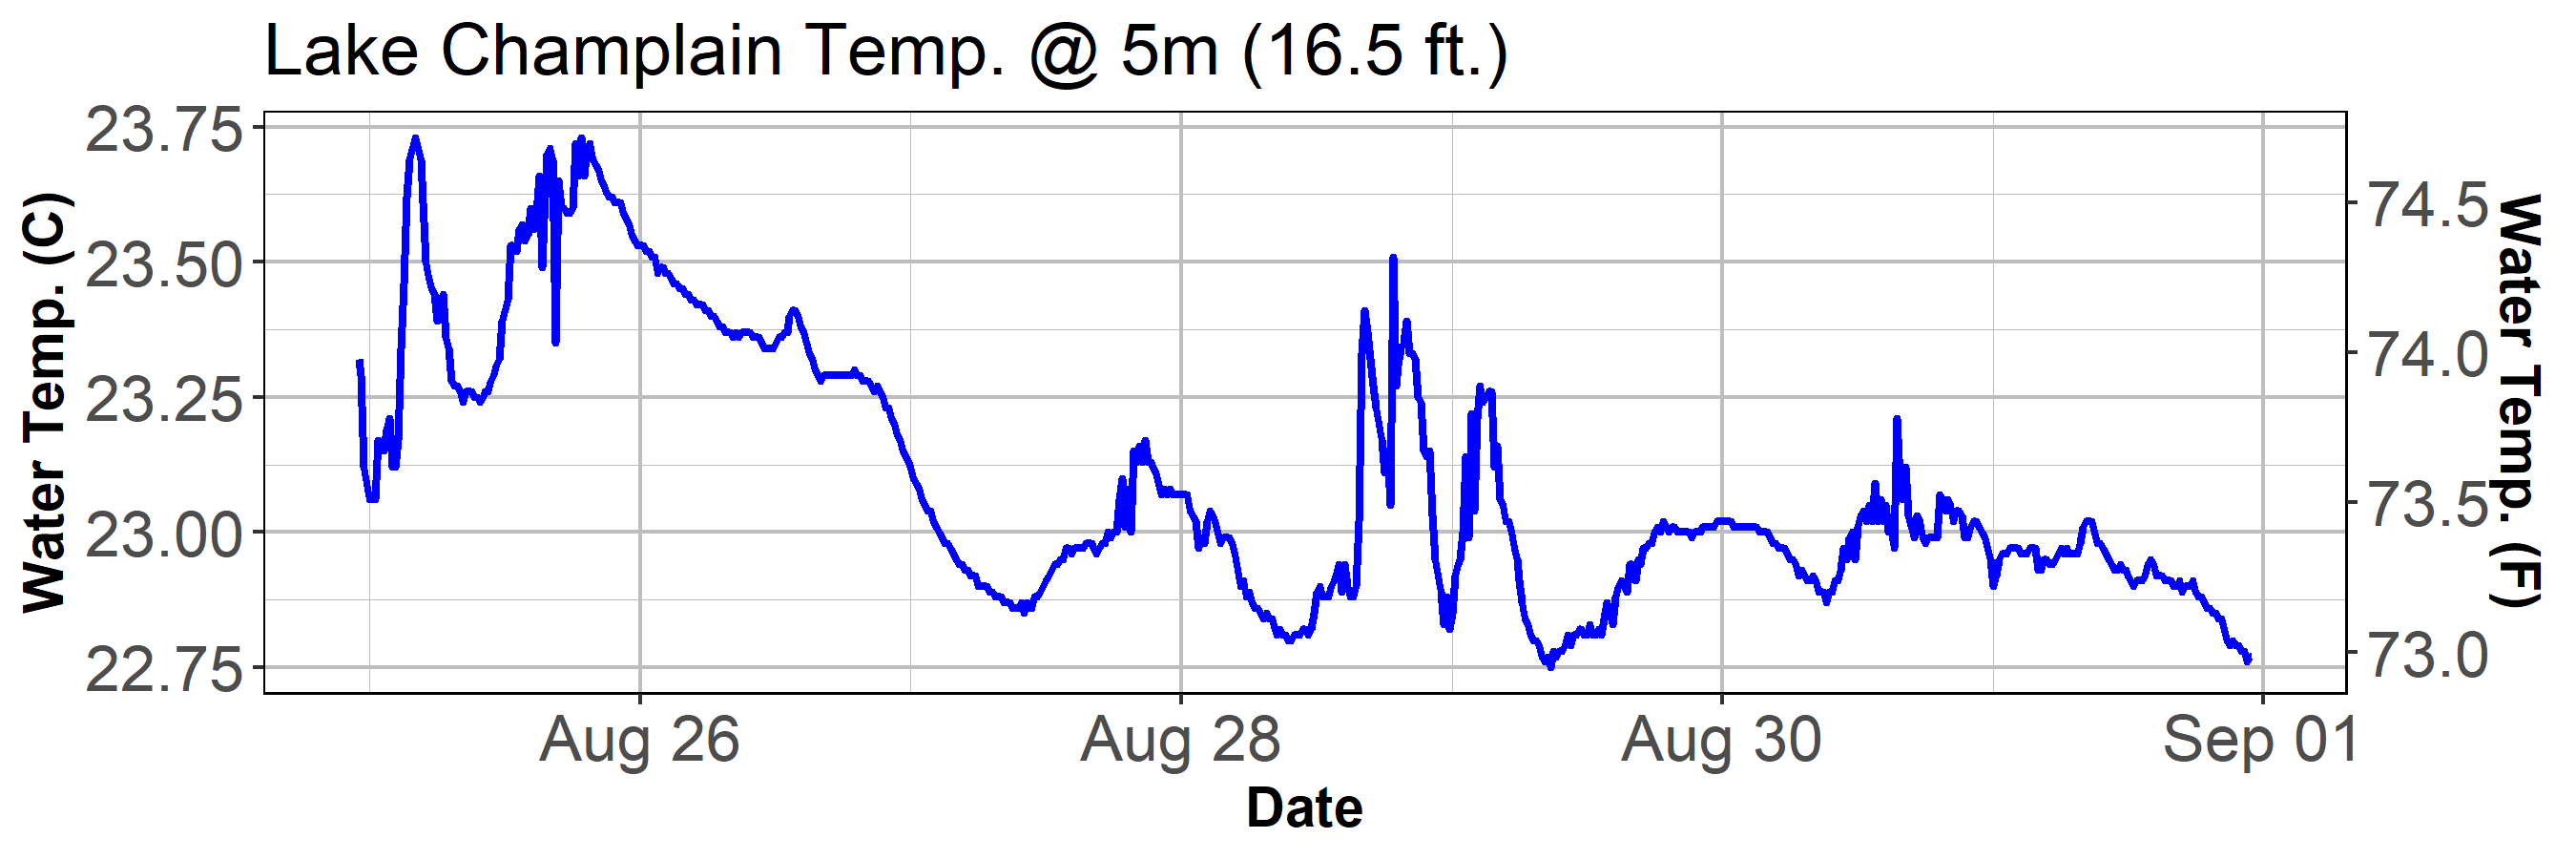 Lake Champlain Temp. @ 5m (16.5 ft.)
Water Temp. (C)
23.75
23.50
23.25
23.00
22.75
74.5
74.0
73.5
73.0
Water Temp. (F)
Aug 26
Aug 28
Aug 30
Sep 01
Date